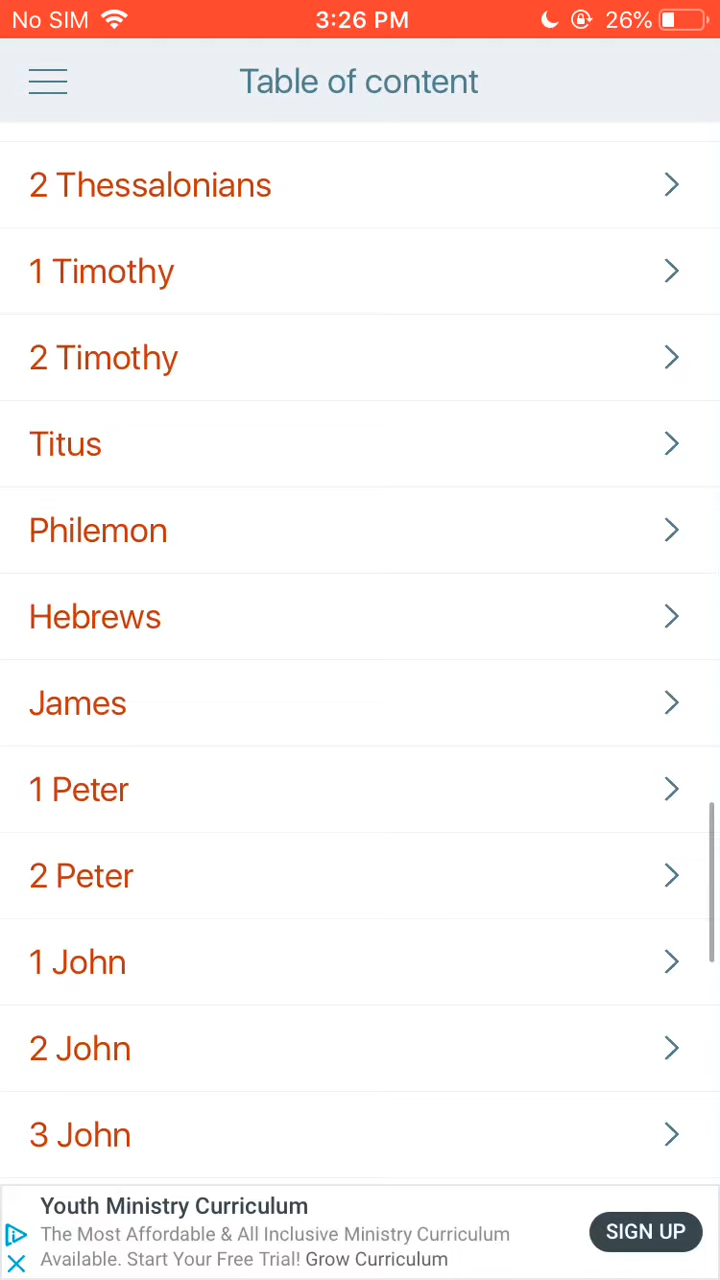 No SIM 3:26 PM 26%
Table of content
2 Thessalonians
1 Timothy
2 Timothy
Titus
Philemon
Hebrews
James
1 Peter
2 Peter
1 John
2 John
3 John
Youth Ministry Curriculum
The Most Affordable & All Inclusive Ministry Curriculum
Available. Start Your Free Trial! Grow Curriculum
SIGN UP